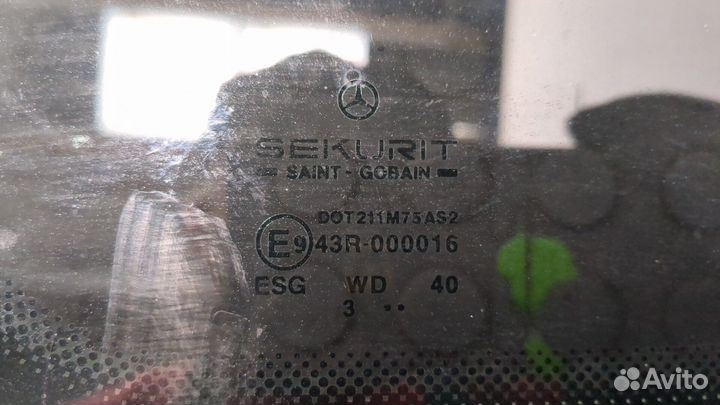 SEKURIT
SAINT-GOBAIN
DOT211M75AS2
E9 43R-000016
ESG WD 40
3 ••
Avito